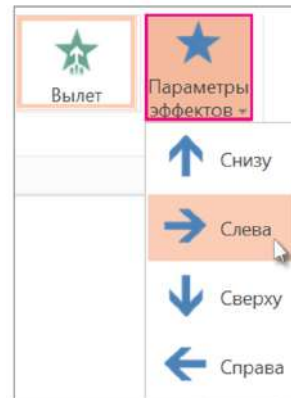 Вылет
Параметры
эффектов
Снизу
Слева
Сверху
Справа